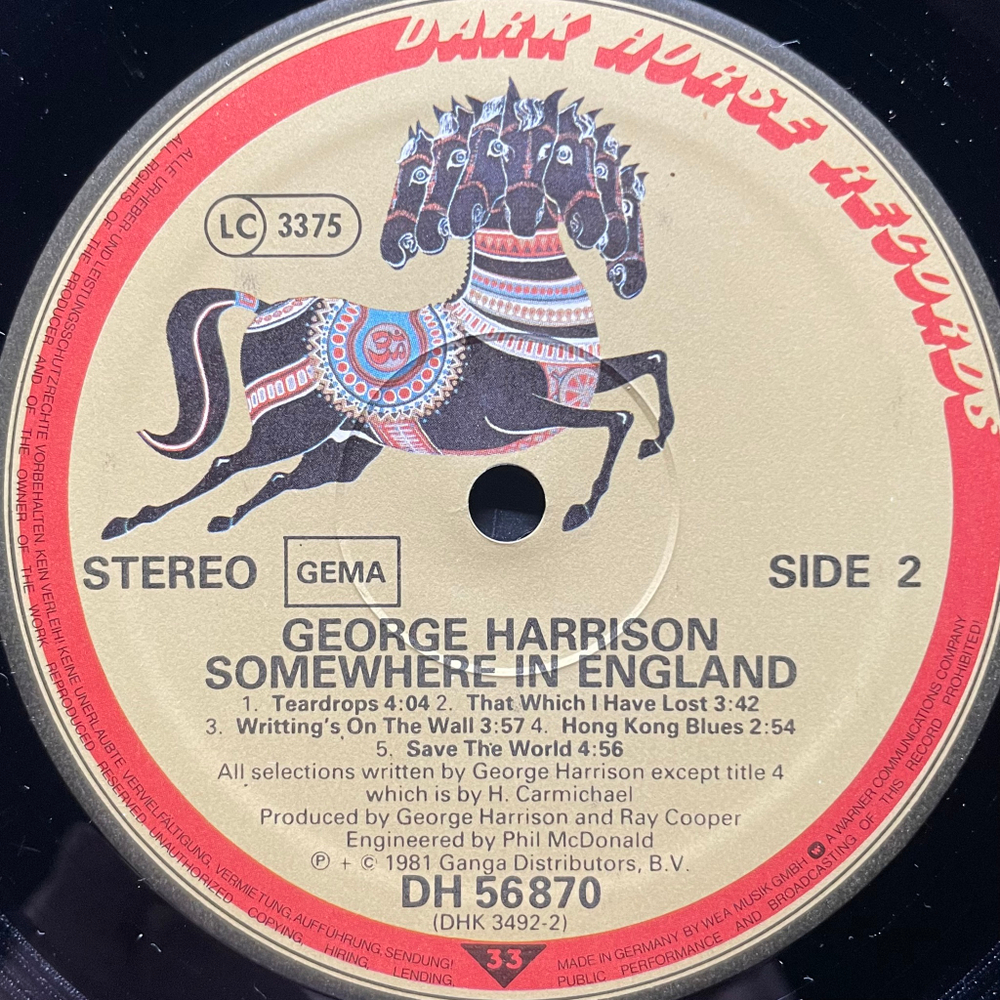 DARK HORSE RECORDS
LC 3375
STEREO GEMA SIDE 2
GEORGE HARRISON
SOMEWHERE IN ENGLAND
1. Teardrops 4:04 2. That Which I Have Lost 3:42
3. Writting's On The Wall 3:57 4. Hong Kong Blues 2:54
5. Save The World 4:56
All selections written by George Harrison except title 4
which is by H. Carmichael
Produced by George Harrison and Ray Cooper
Engineered by Phil McDonald
℗ + © 1981 Ganga Distributors, B.V.
DH 56870
(DHK 3492-2)
33
ALLE URHEBER- UND LEISTUNGSSCHUTZRECHTE VORBEHALTEN. KEIN VERLEIH! KEINE UNERLAUBTE VERVIELFÄLTIGUNG, VERMIETUNG, AUFFÜHRUNG, SENDUNG!
ALL RIGHTS OF THE PRODUCER AND OF THE OWNER OF THE WORK REPRODUCED RESERVED. UNAUTHORIZED COPYING, HIRING, LENDING,
MADE IN GERMANY BY WEA MUSIK GMBH A WARNER COMMUNICATIONS COMPANY
PUBLIC PERFORMANCE AND BROADCASTING OF THIS RECORD PROHIBITED!